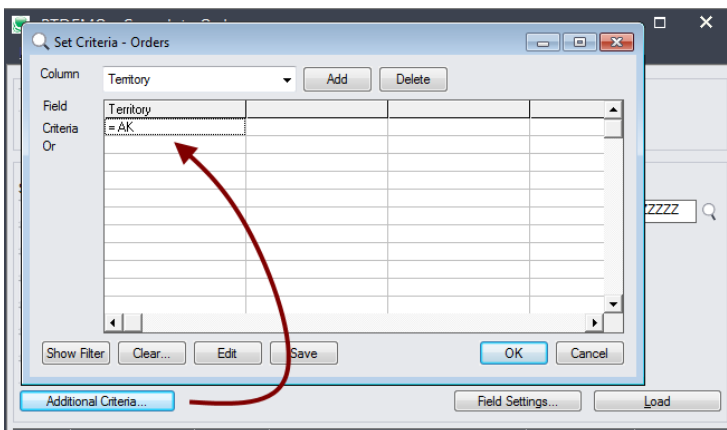 Set Criteria - Orders
Column Territory Add Delete
Field Territory
Criteria = AK
Or
ZZZZZ
Show Filter Clear... Edit Save OK Cancel
Additional Criteria... Field Settings... Load